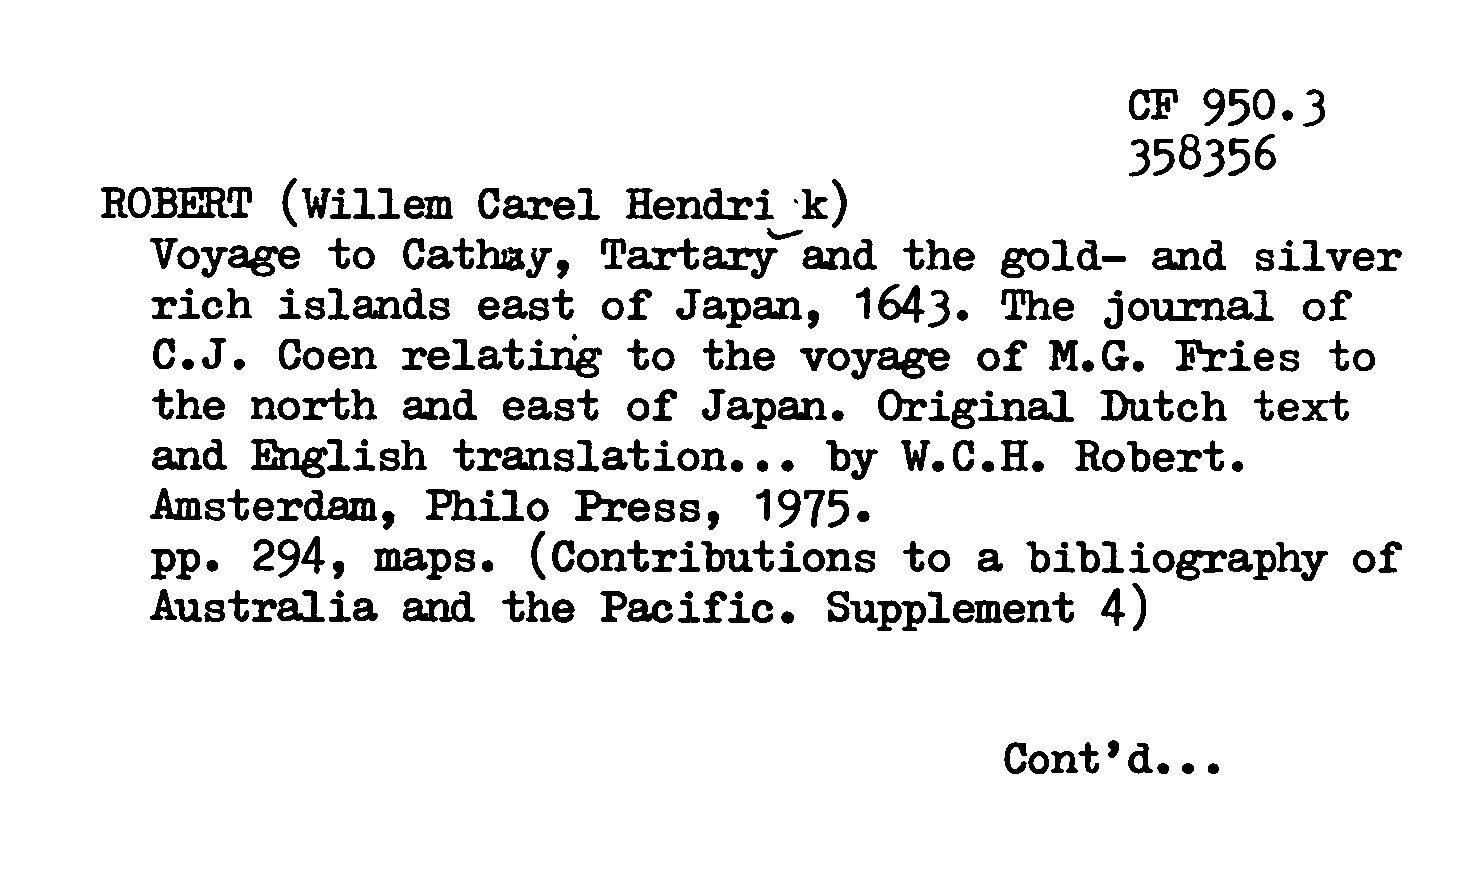 CF 950.3
358356
ROBERT (Willem Carel Hendrik)
Voyage to Cathay, Tartary and the gold- and silver
rich islands east of Japan, 1643. The journal of
C.J. Coen relating to the voyage of M.G. Fries to
the north and east of Japan. Original Dutch text
and English translation... by W.C.H. Robert.
Amsterdam, Philo Press, 1975.
pp. 294, maps. (Contributions to a bibliography of
Australia and the Pacific. Supplement 4)
Cont'd...